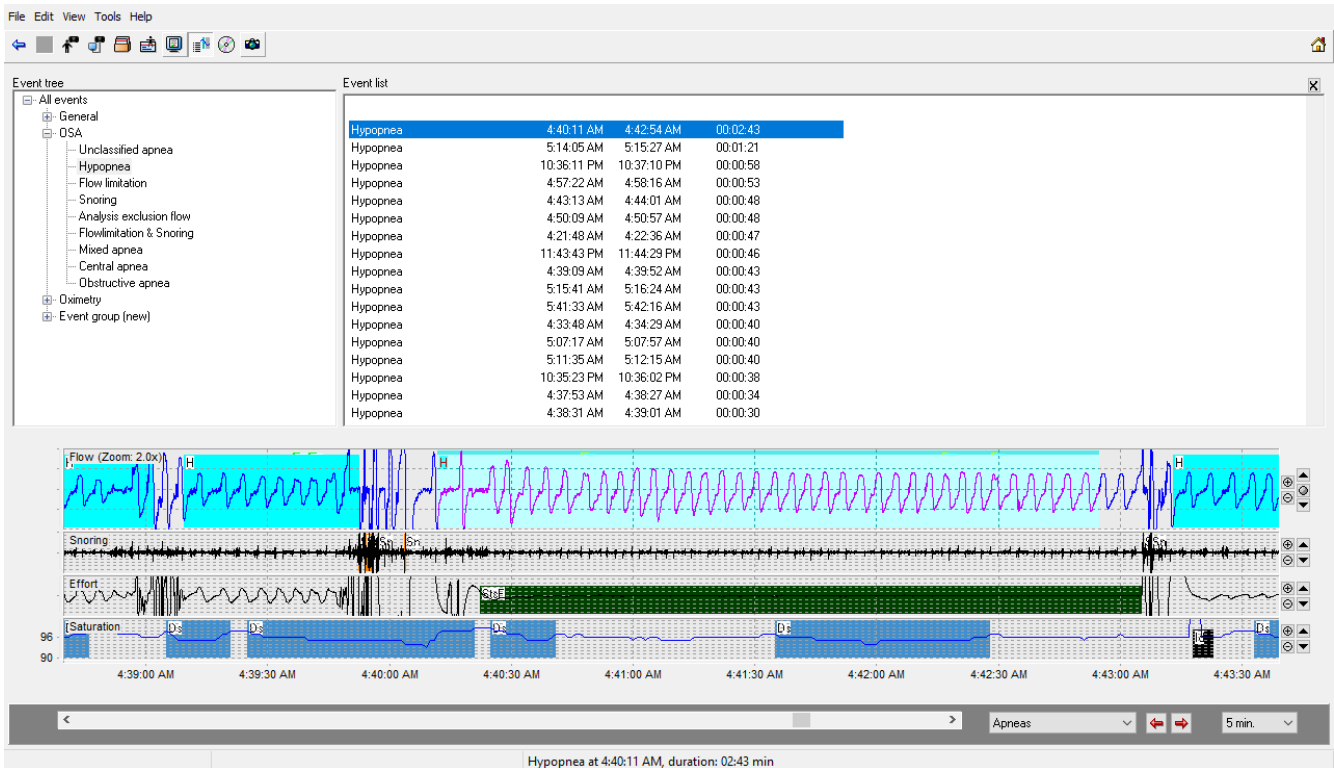 File Edit View Tools Help
Event tree
Event list
All events
General
OSA
Unclassified apnea
Hypopnea
Flow limitation
Snoring
Analysis exclusion flow
Flowlimitation & Snoring
Mixed apnea
Central apnea
Obstructive apnea
Oximetry
Event group (new)
Hypopnea 4:40:11 AM 4:42:54 AM 00:02:43
Hypopnea 5:14:05 AM 5:15:27 AM 00:01:21
Hypopnea 10:36:11 PM 10:37:10 PM 00:00:58
Hypopnea 4:57:22 AM 4:58:16 AM 00:00:53
Hypopnea 4:43:13 AM 4:44:01 AM 00:00:48
Hypopnea 4:50:09 AM 4:50:57 AM 00:00:48
Hypopnea 4:21:48 AM 4:22:36 AM 00:00:47
Hypopnea 11:43:43 PM 11:44:29 PM 00:00:46
Hypopnea 4:39:09 AM 4:39:52 AM 00:00:43
Hypopnea 5:15:41 AM 5:16:24 AM 00:00:43
Hypopnea 5:41:33 AM 5:42:16 AM 00:00:43
Hypopnea 4:33:48 AM 4:34:29 AM 00:00:40
Hypopnea 5:07:17 AM 5:07:57 AM 00:00:40
Hypopnea 5:11:35 AM 5:12:15 AM 00:00:40
Hypopnea 10:35:23 PM 10:36:02 PM 00:00:38
Hypopnea 4:37:53 AM 4:38:27 AM 00:00:34
Hypopnea 4:38:31 AM 4:39:01 AM 00:00:30
Flow (Zoom: 2.0x)
H H H
Snoring
Sn Sn Sn
Effort
Saturation
Ds Ds Ds Ds Ds
96
90
4:39:00 AM 4:39:30 AM 4:40:00 AM 4:40:30 AM 4:41:00 AM 4:41:30 AM 4:42:00 AM 4:42:30 AM 4:43:00 AM 4:43:30 AM
Apneas
5 min.
Hypopnea at 4:40:11 AM, duration: 02:43 min